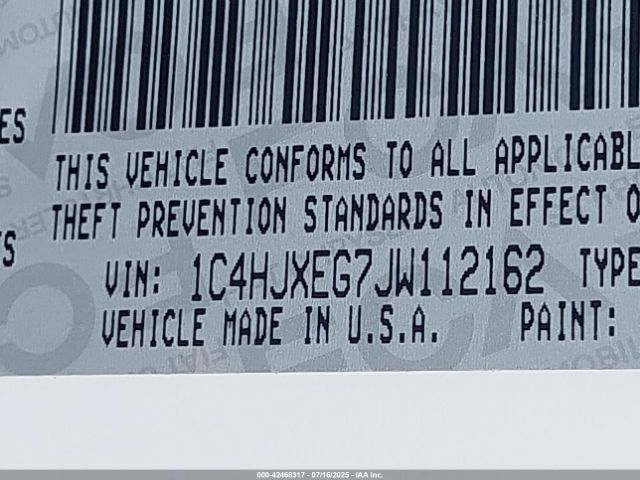 ES
THIS VEHICLE CONFORMS TO ALL APPLICABL
THEFT PREVENTION STANDARDS IN EFFECT O
VIN: 1C4HJXEG7JW112162 TYPE
VEHICLE MADE IN U.S.A. PAINT:
000-42468317 - 07/16/2025 - IAA Inc.